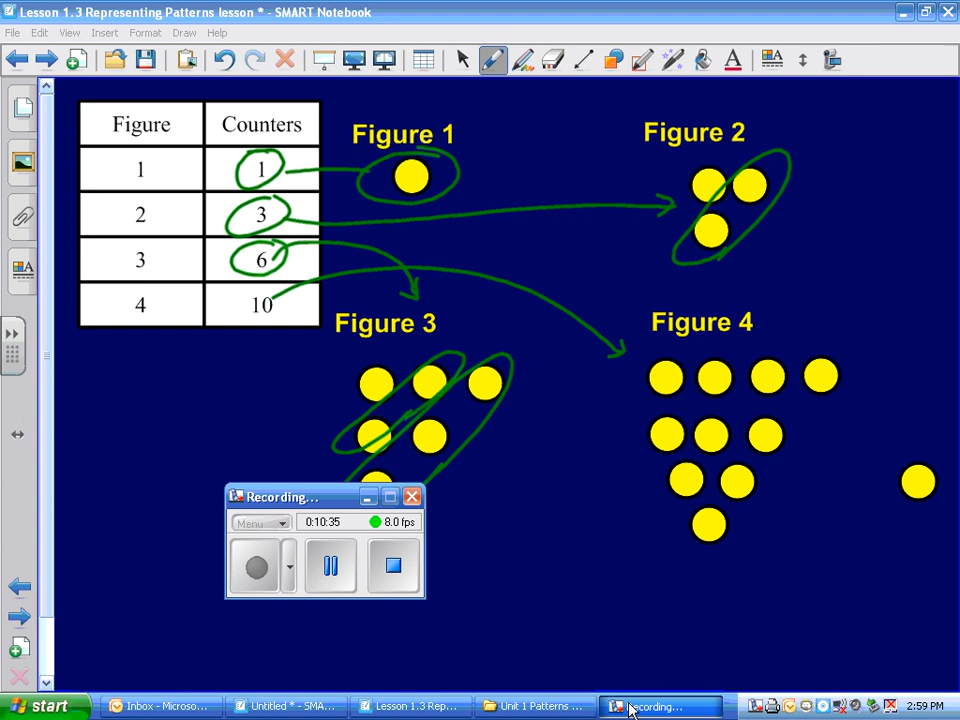 Lesson 1.3 Representing Patterns lesson * - SMART Notebook
File Edit View Insert Format Draw Help
Figure Counters
1 1
2 3
3 6
4 10
Figure 1
Figure 2
Figure 3
Figure 4
Recording...
Menu 0:10:35 8.0 fps
start Inbox - Microso... Untitled * - SMA... Lesson 1.3 Rep... Unit 1 Patterns ... Recording... 2:59 PM